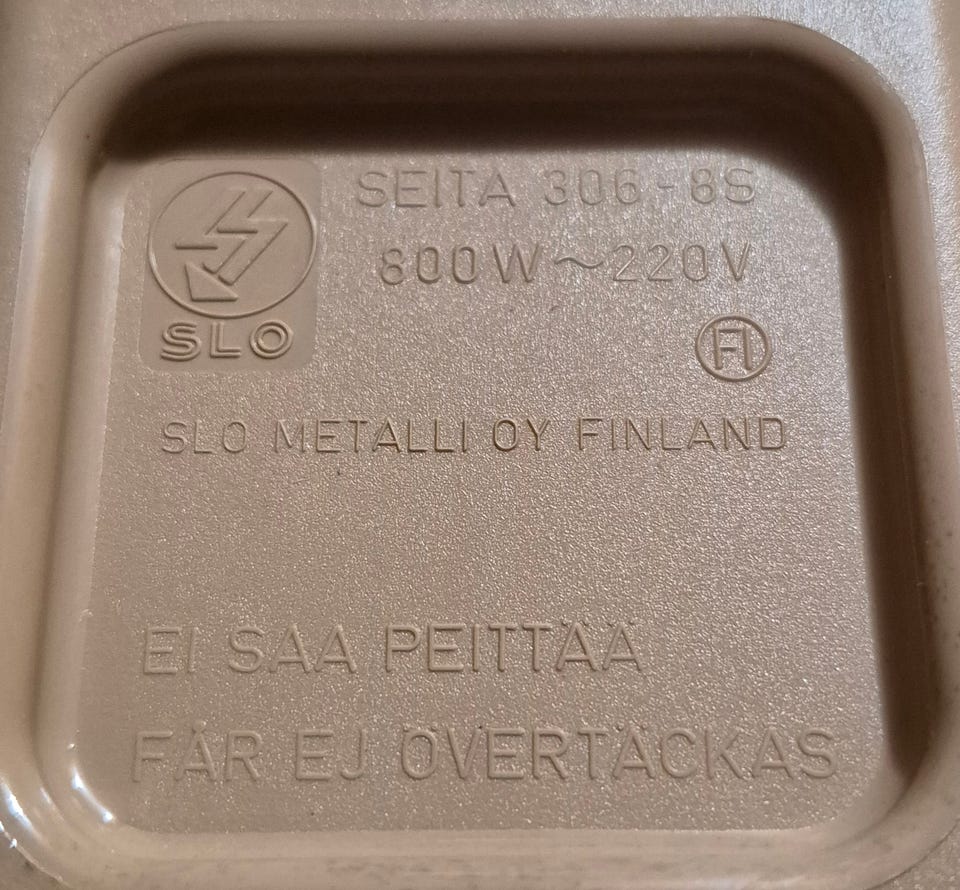 SEITA 306-8S
800W~220V
SLO
FI
SLO METALLI OY FINLAND
EI SAA PEITTÄÄ
FÅR EJ ÖVERTÄCKAS